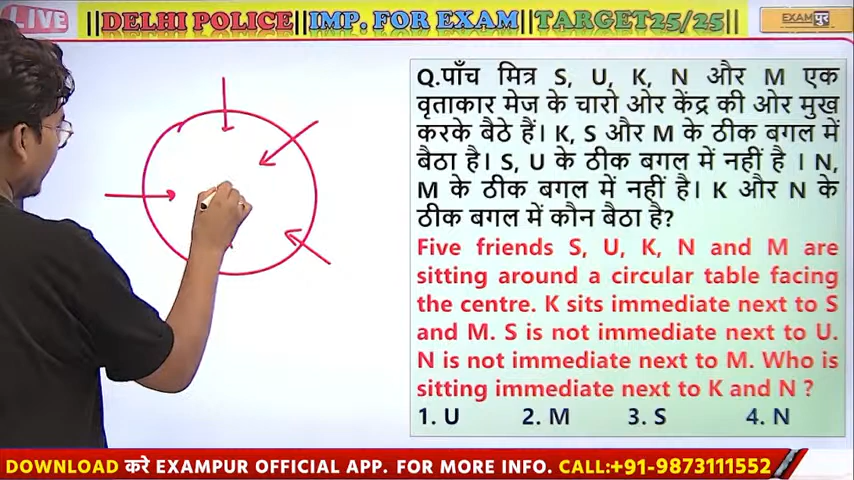 LIVE
||DELHI POLICE||IMP: FOR EXAM||TARGET25/25||
EXAMपुर
Q.पाँच मित्र S, U, K, N और M एक
वृताकार मेज के चारो ओर केंद्र की ओर मुख
करके बैठे हैं। K, S और M के ठीक बगल में
बैठा है। S, U के ठीक बगल में नहीं है । N,
M के ठीक बगल में नहीं है। K और N के
ठीक बगल में कौन बैठा है?
Five friends S, U, K, N and M are
sitting around a circular table facing
the centre. K sits immediate next to S
and M. S is not immediate next to U.
N is not immediate next to M. Who is
sitting immediate next to K and N ?
1. U 2. M 3. S 4. N
DOWNLOAD करे EXAMPUR OFFICIAL APP. FOR MORE INFO. CALL:+91-9873111552